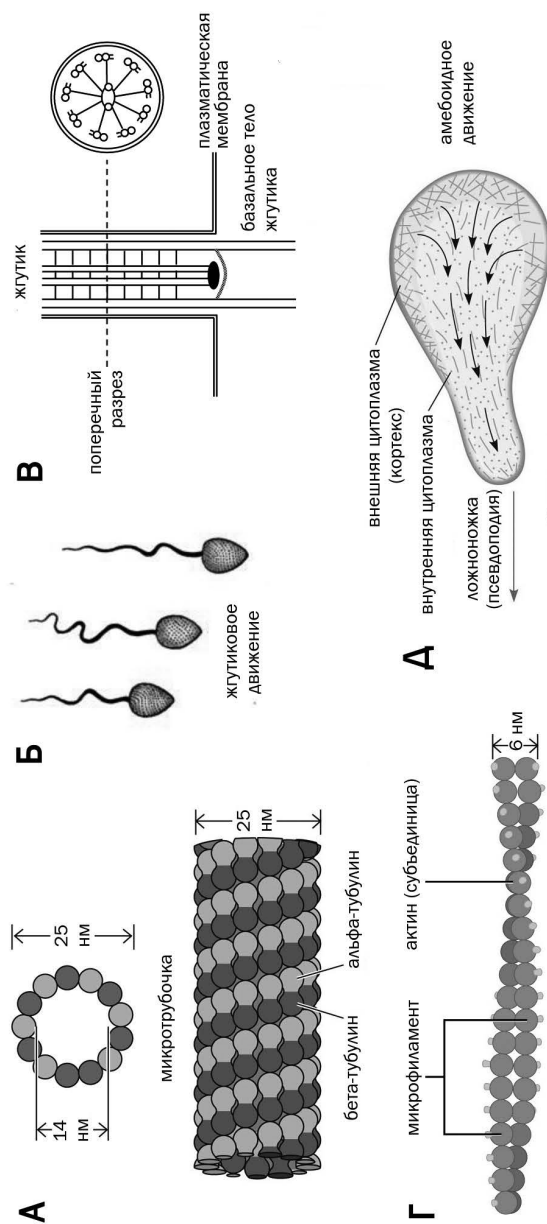 А
25
нм
14
нм
микротрубочка
25
нм
альфа-тубулин
бета-тубулин
Б
жгутиковое
движение
В
жгутик
поперечный
разрез
плазматическая
мембрана
базальное тело
жгутика
Г
актин (субъединица)
микрофиламент
6 нм
Д
внешняя цитоплазма
(кортекс)
внутренняя цитоплазма
ложноножка
(псевдоподия)
амебоидное
движение